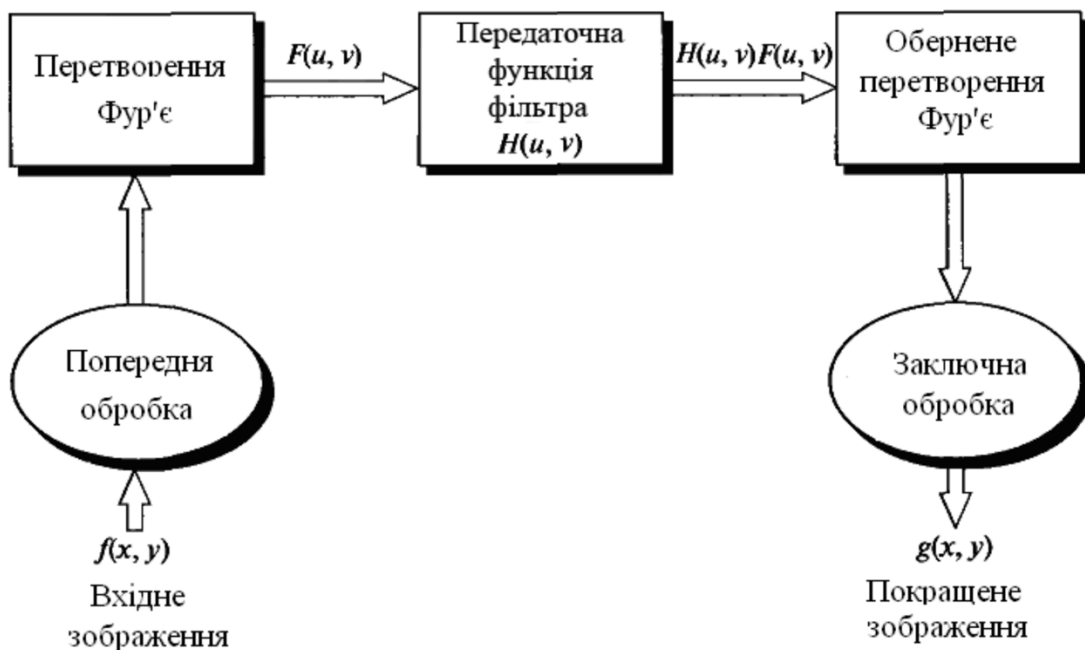 Перетворення
Фур'є
F(u, v)
Передаточна
функція
фільтра
H(u, v)
H(u, v)F(u, v)
Обернене
перетворення
Фур'є
Попередня
обробка
Заключна
обробка
f(x, y)
Вхідне
зображення
g(x, y)
Покращене
зображення